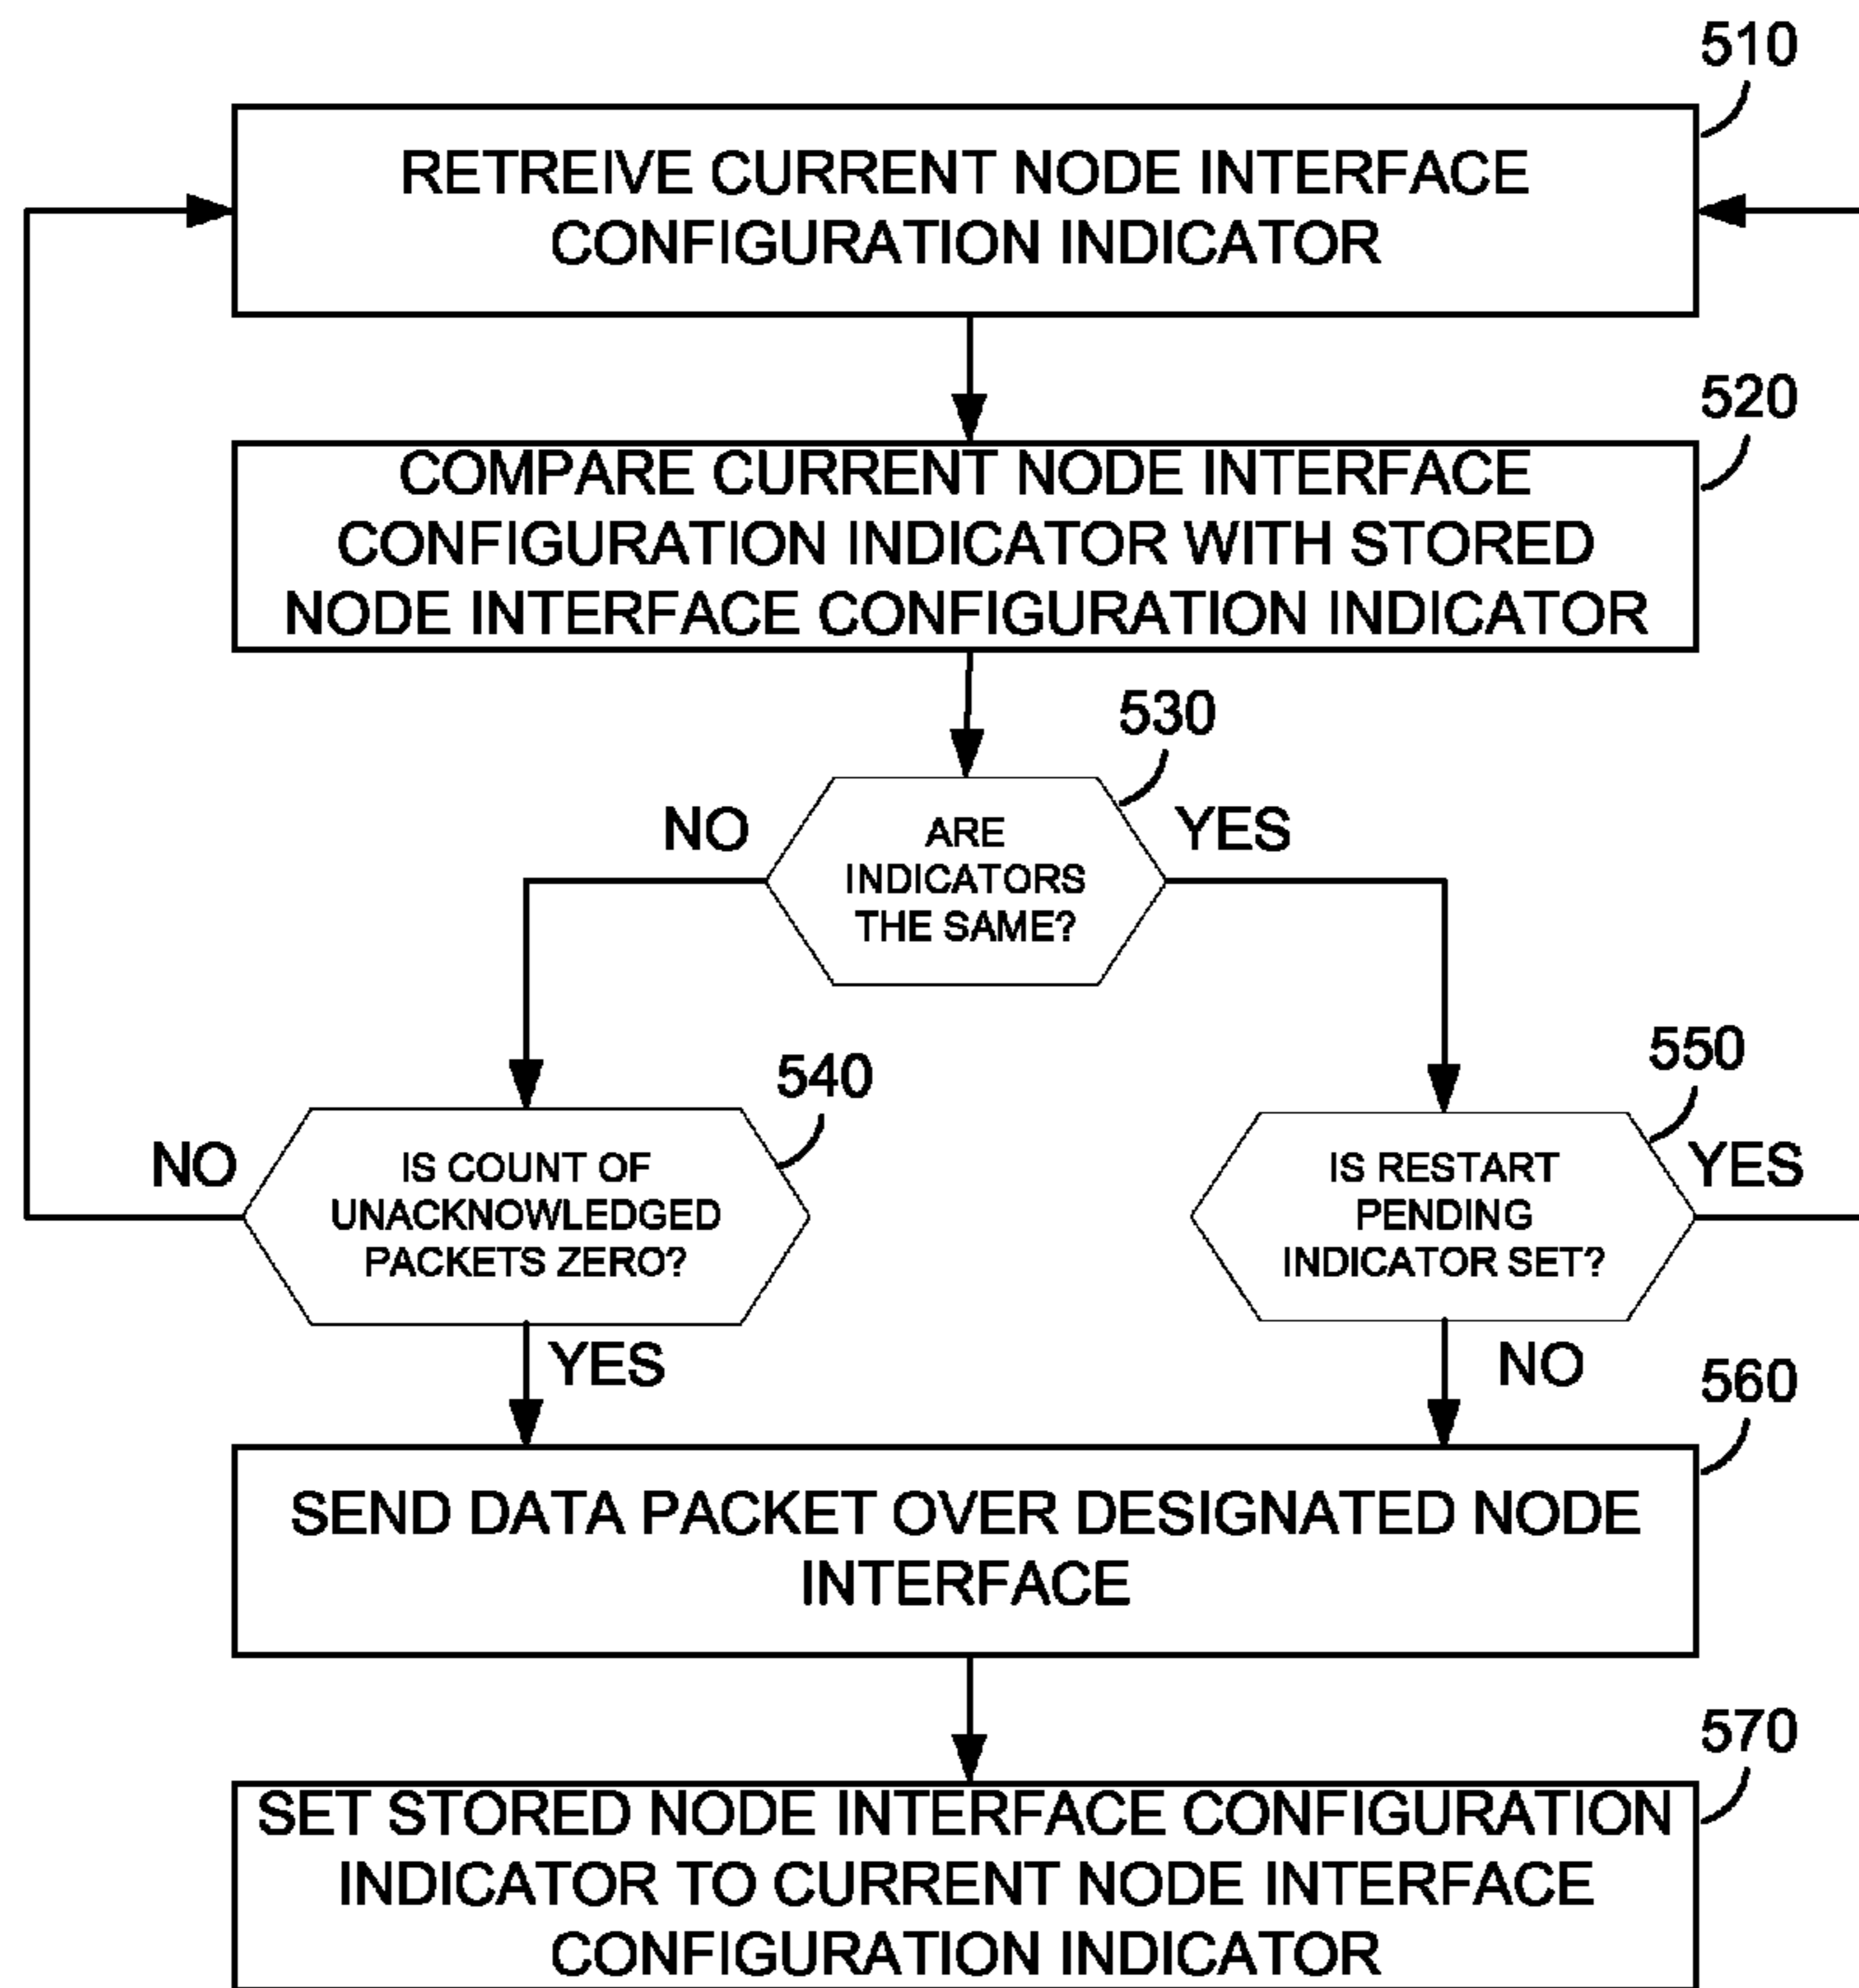 510
RETREIVE CURRENT NODE INTERFACE
CONFIGURATION INDICATOR
520
COMPARE CURRENT NODE INTERFACE
CONFIGURATION INDICATOR WITH STORED
NODE INTERFACE CONFIGURATION INDICATOR
530
NO
YES
ARE
INDICATORS
THE SAME?
540
550
NO
IS COUNT OF
UNACKNOWLEDGED
PACKETS ZERO?
IS RESTART
PENDING
INDICATOR SET?
YES
YES
NO
560
SEND DATA PACKET OVER DESIGNATED NODE
INTERFACE
570
SET STORED NODE INTERFACE CONFIGURATION
INDICATOR TO CURRENT NODE INTERFACE
CONFIGURATION INDICATOR